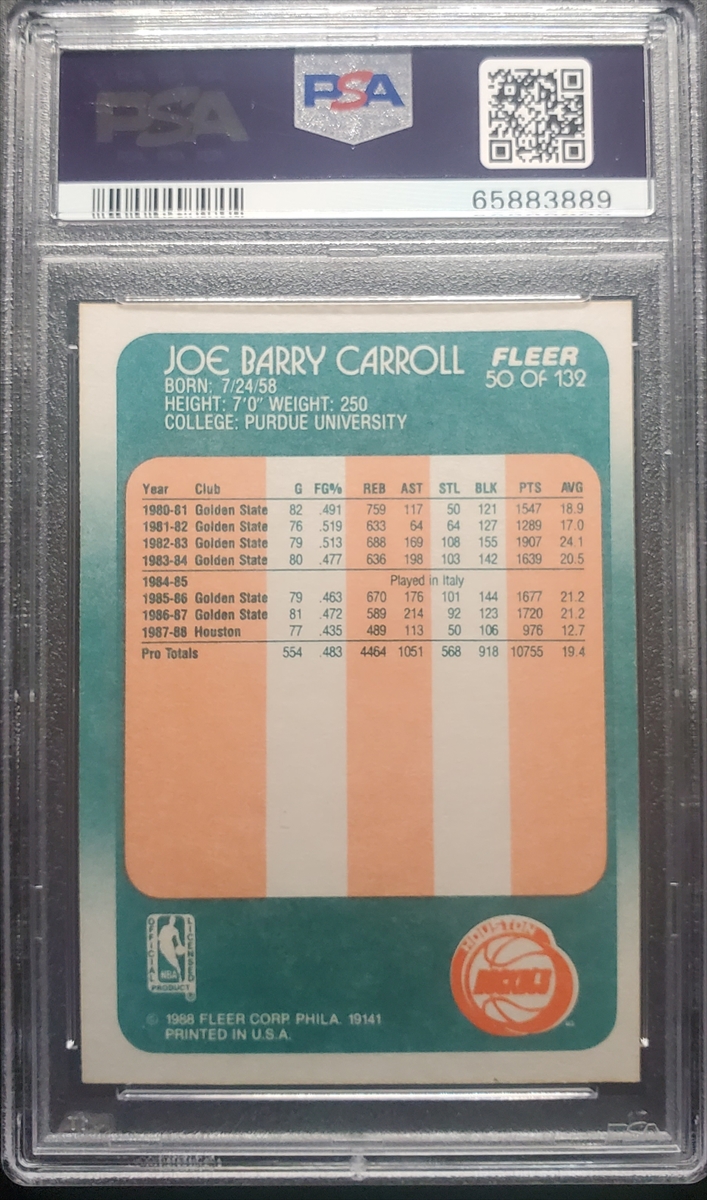 PSA
PSA
65883889
JOE BARRY CARROLL
FLEER
50 OF 132
BORN: 7/24/58
HEIGHT: 7'0" WEIGHT: 250
COLLEGE: PURDUE UNIVERSITY
Year Club G FG% REB AST STL BLK PTS AVG
1980-81 Golden State 82 .491 759 117 50 121 1547 18.9
1981-82 Golden State 76 .519 633 64 64 127 1289 17.0
1982-83 Golden State 79 .513 688 169 108 155 1907 24.1
1983-84 Golden State 80 .477 636 198 103 142 1639 20.5
1984-85 Played in Italy
1985-86 Golden State 79 .463 670 176 101 144 1677 21.2
1986-87 Golden State 81 .472 589 214 92 123 1720 21.2
1987-88 Houston 77 .435 489 113 50 106 976 12.7
Pro Totals 554 .483 4464 1051 568 918 10755 19.4
OFFICIAL LICENSED
NBA
PRODUCT ®
HOUSTON
ROCKETS
© 1988 FLEER CORP. PHILA. 19141
PRINTED IN U.S.A.
PSA